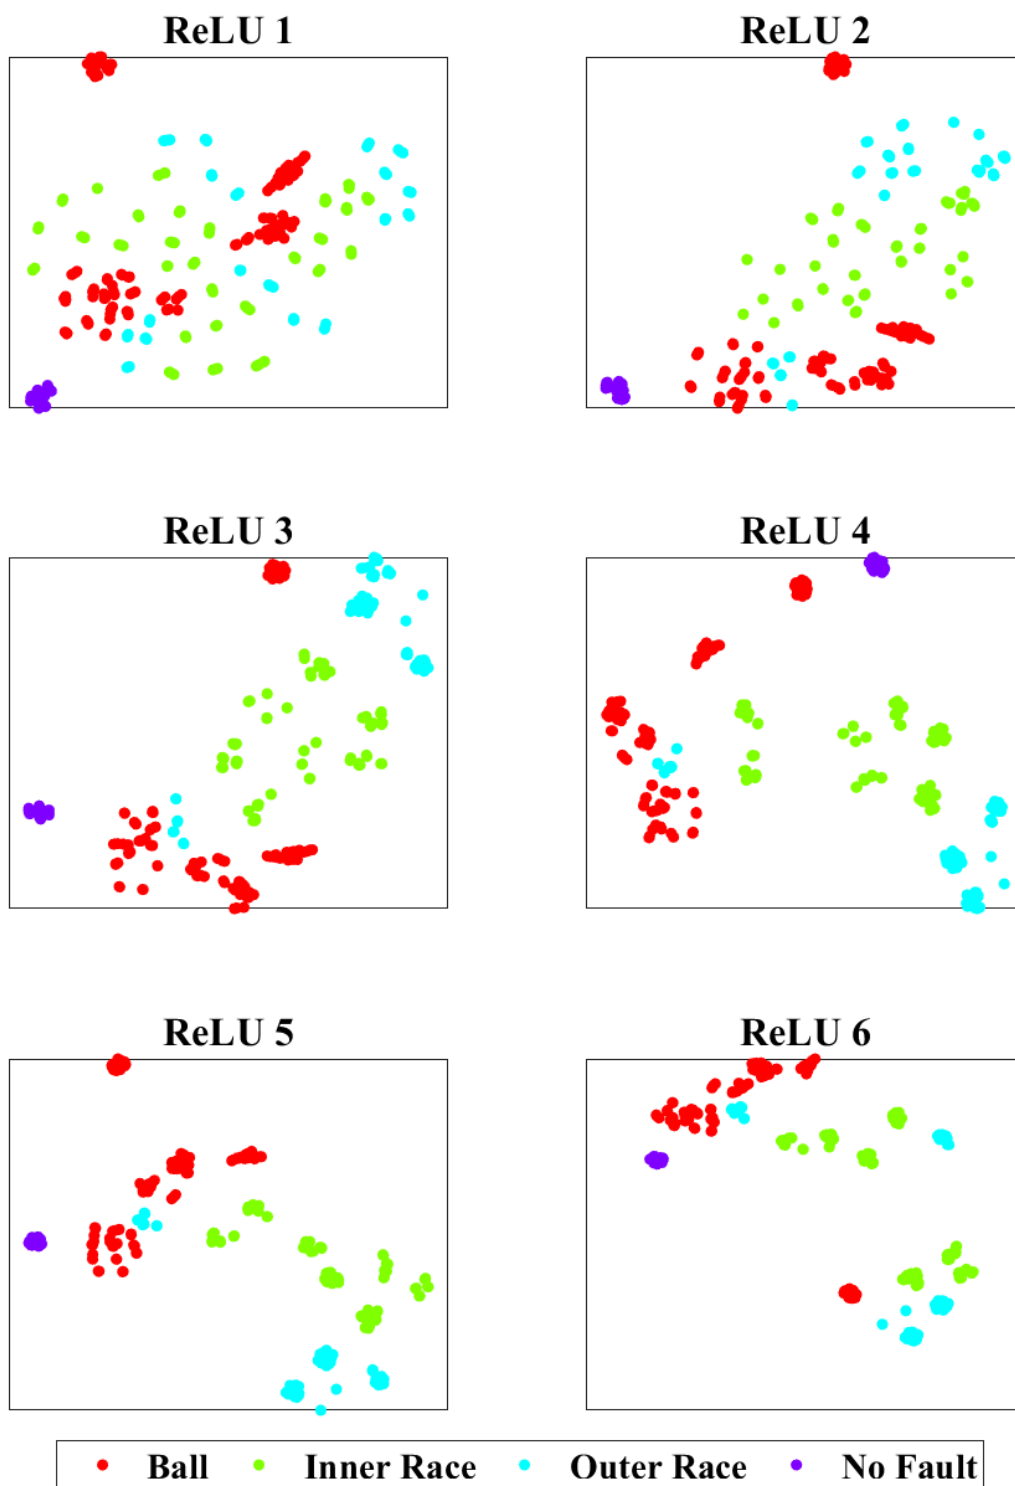 ReLU 1
ReLU 2
ReLU 3
ReLU 4
ReLU 5
ReLU 6
Ball Inner Race Outer Race No Fault